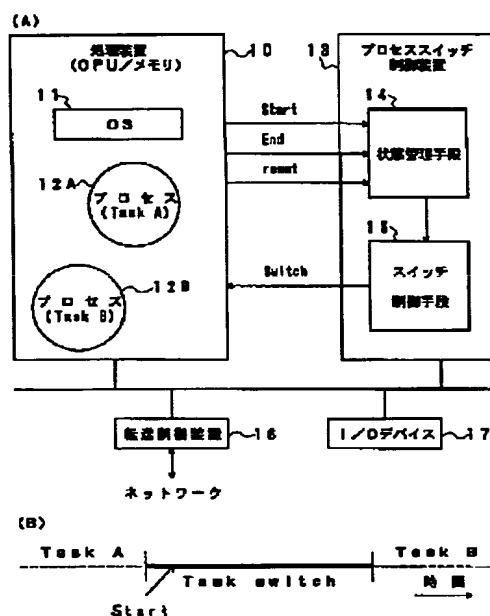 (A)
処理装置
(CPU/メモリ)
10
11
OS
12A
プロセス
(Task A)
プロセス
(Task B)
12B
Start
End
reset
Switch
13
プロセススイッチ
制御装置
14
状態管理手段
15
スイッチ
制御手段
転送制御装置
16
I/Oデバイス
17
ネットワーク
(B)
Task A
Task B
Task switch
Start
時間